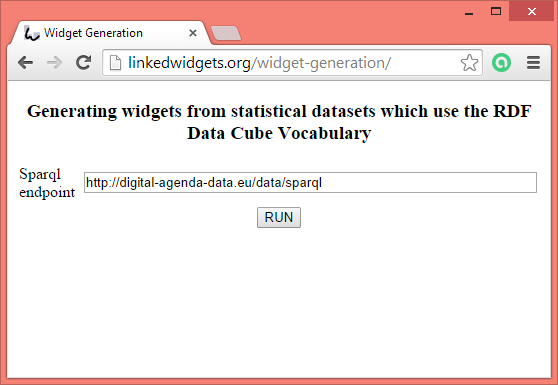 Widget Generation
linkedwidgets.org/widget-generation/
Generating widgets from statistical datasets which use the RDF
Data Cube Vocabulary
Sparql
endpoint
http://digital-agenda-data.eu/data/sparql
RUN